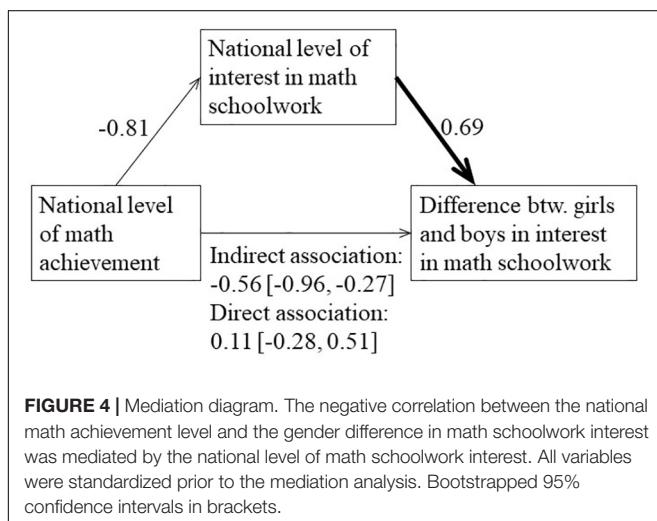 National level of
interest in math
schoolwork
-0.81
0.69
National level
of math
achievement
Difference btw. girls
and boys in interest
in math schoolwork
Indirect association:
-0.56 [-0.96, -0.27]
Direct association:
0.11 [-0.28, 0.51]
FIGURE 4 | Mediation diagram. The negative correlation between the national
math achievement level and the gender difference in math schoolwork interest
was mediated by the national level of math schoolwork interest. All variables
were standardized prior to the mediation analysis. Bootstrapped 95%
confidence intervals in brackets.